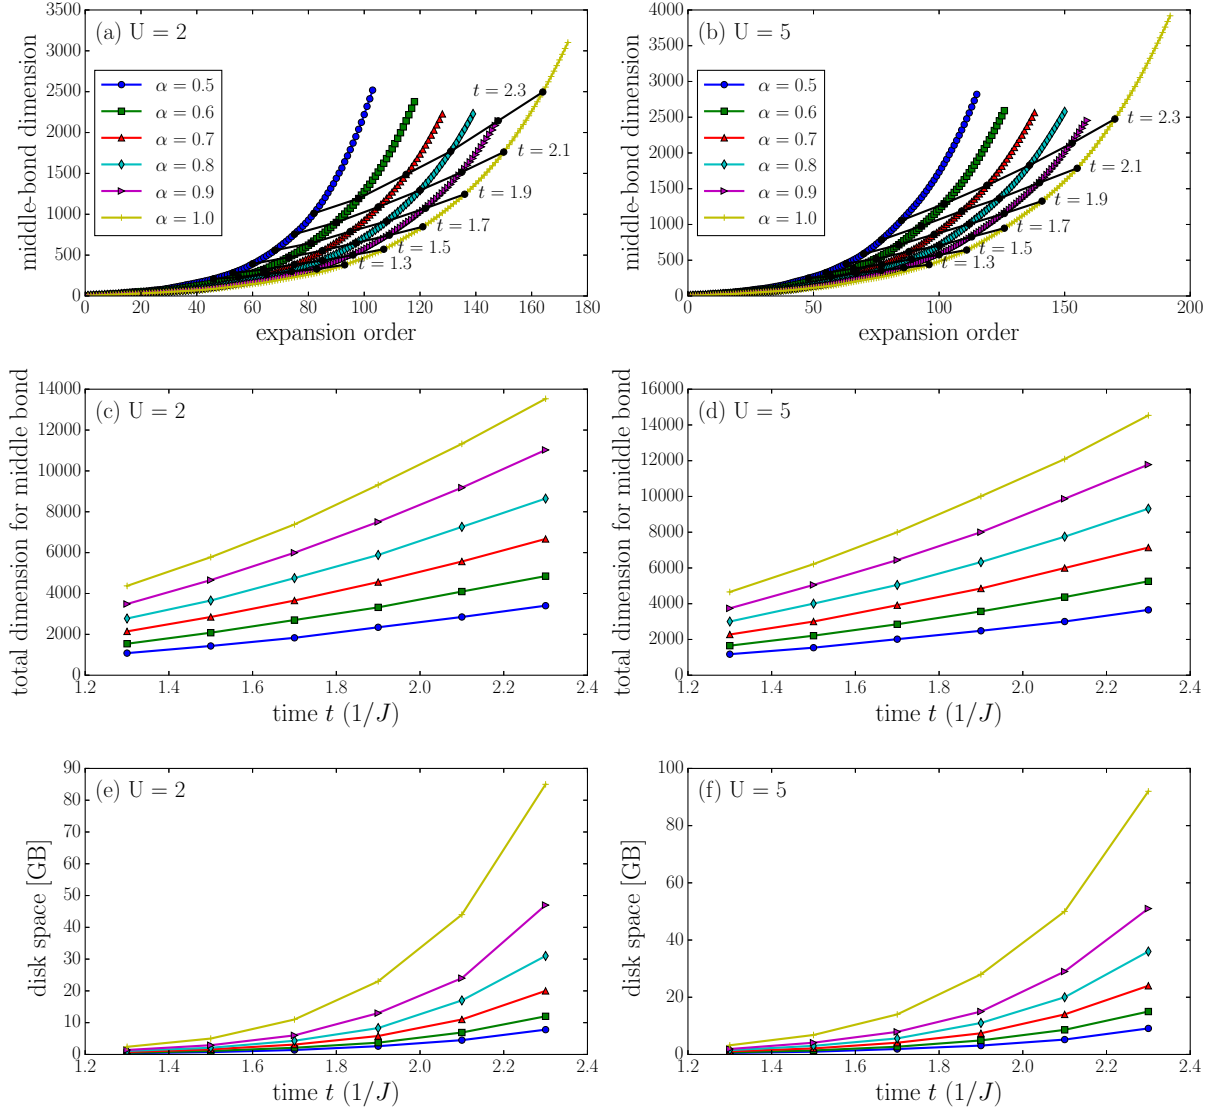 (a) U = 2
middle-bond dimension
3500
3000
2500
2000
1500
1000
500
0
α = 0.5
α = 0.6
α = 0.7
α = 0.8
α = 0.9
α = 1.0
t = 2.3
t = 2.1
t = 1.9
t = 1.7
t = 1.5
t = 1.3
0 20 40 60 80 100 120 140 160 180
expansion order
(b) U = 5
middle-bond dimension
4000
3500
3000
2500
2000
1500
1000
500
0
α = 0.5
α = 0.6
α = 0.7
α = 0.8
α = 0.9
α = 1.0
t = 2.3
t = 2.1
t = 1.9
t = 1.7
t = 1.5
t = 1.3
0 50 100 150 200
expansion order
(c) U = 2
total dimension for middle bond
14000
12000
10000
8000
6000
4000
2000
0
1.2 1.4 1.6 1.8 2.0 2.2 2.4
time t (1/J)
(d) U = 5
total dimension for middle bond
16000
14000
12000
10000
8000
6000
4000
2000
0
1.2 1.4 1.6 1.8 2.0 2.2 2.4
time t (1/J)
(e) U = 2
disk space [GB]
90
80
70
60
50
40
30
20
10
0
1.2 1.4 1.6 1.8 2.0 2.2 2.4
time t (1/J)
(f) U = 5
disk space [GB]
100
80
60
40
20
0
1.2 1.4 1.6 1.8 2.0 2.2 2.4
time t (1/J)